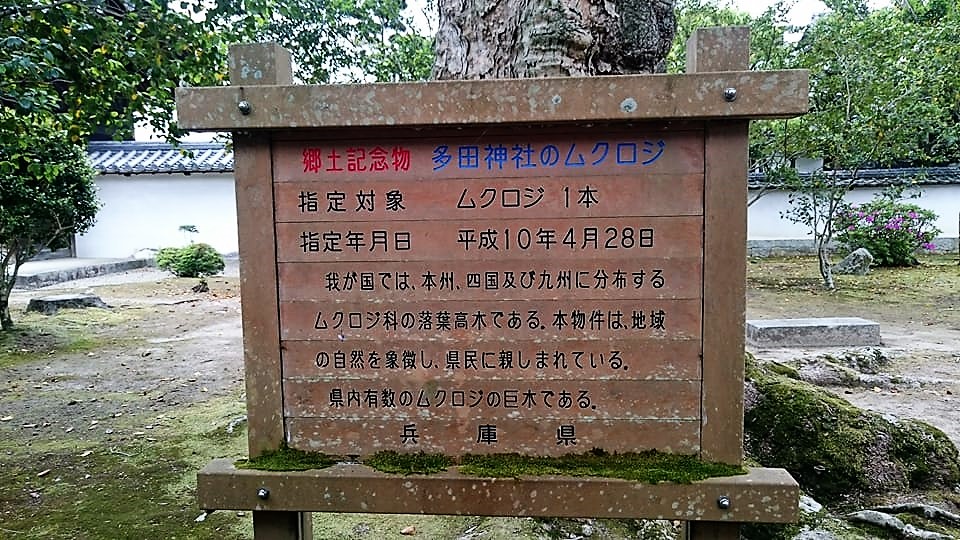 郷土記念物 多田神社のムクロジ
指定対象 ムクロジ 1本
指定年月日 平成10年4月28日
我が国では、本州、四国及び九州に分布する
ムクロジ科の落葉高木である。本物件は、地域
の自然を象徴し、県民に親しまれている。
県内有数のムクロジの巨木である。
兵庫県